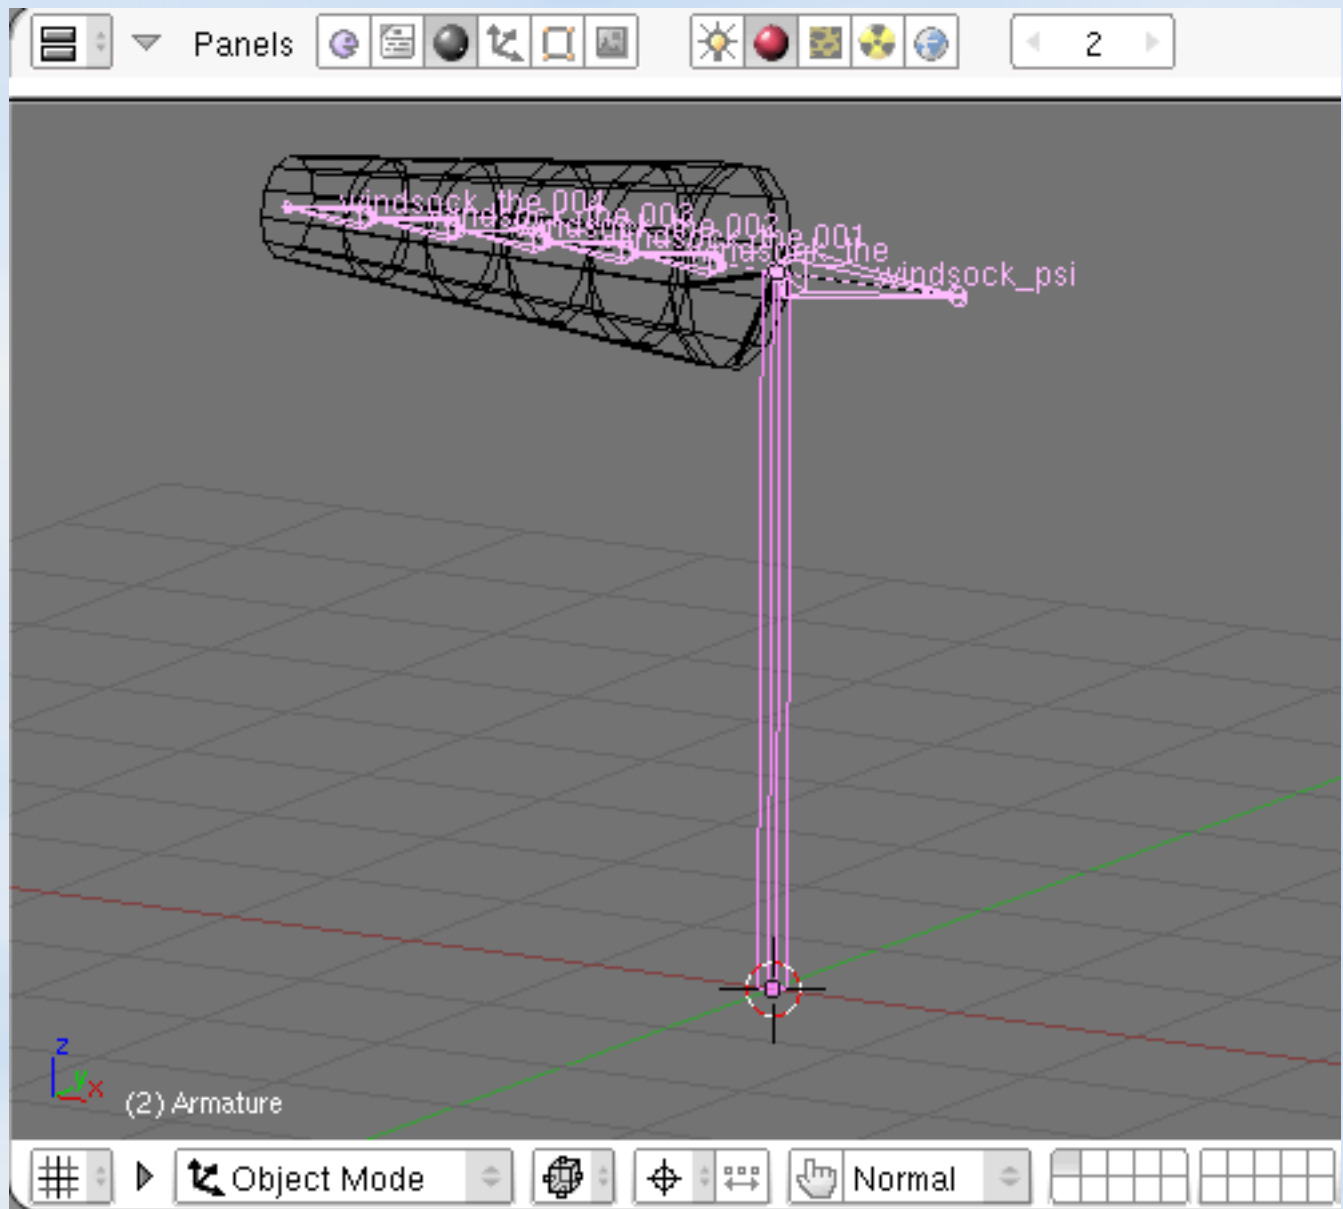 Panels
2
windsock_the.004
windsock_the.003
windsock_the.002
windsock_the.001
windsock_the
windsock_psi
z
y
x
(2) Armature
Object Mode
Normal